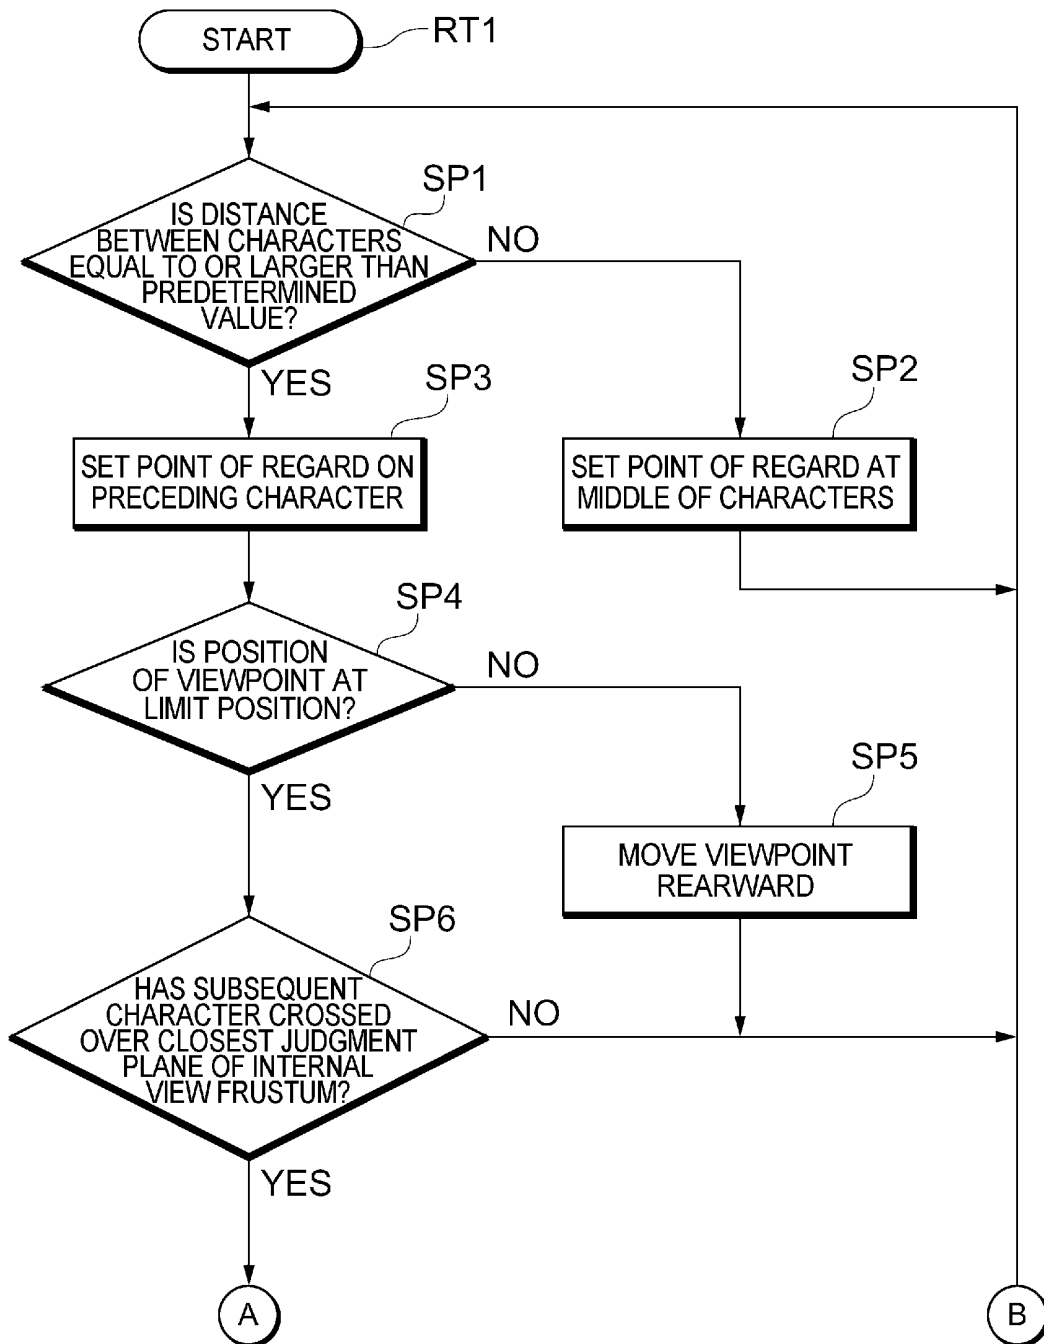 START
RT1
SP1
IS DISTANCE
BETWEEN CHARACTERS
EQUAL TO OR LARGER THAN
PREDETERMINED
VALUE?
NO
YES
SP3
SET POINT OF REGARD ON
PRECEDING CHARACTER
SP2
SET POINT OF REGARD AT
MIDDLE OF CHARACTERS
SP4
IS POSITION
OF VIEWPOINT AT
LIMIT POSITION?
NO
YES
SP5
MOVE VIEWPOINT
REARWARD
SP6
HAS SUBSEQUENT
CHARACTER CROSSED
OVER CLOSEST JUDGMENT
PLANE OF INTERNAL
VIEW FRUSTUM?
NO
YES
A
B